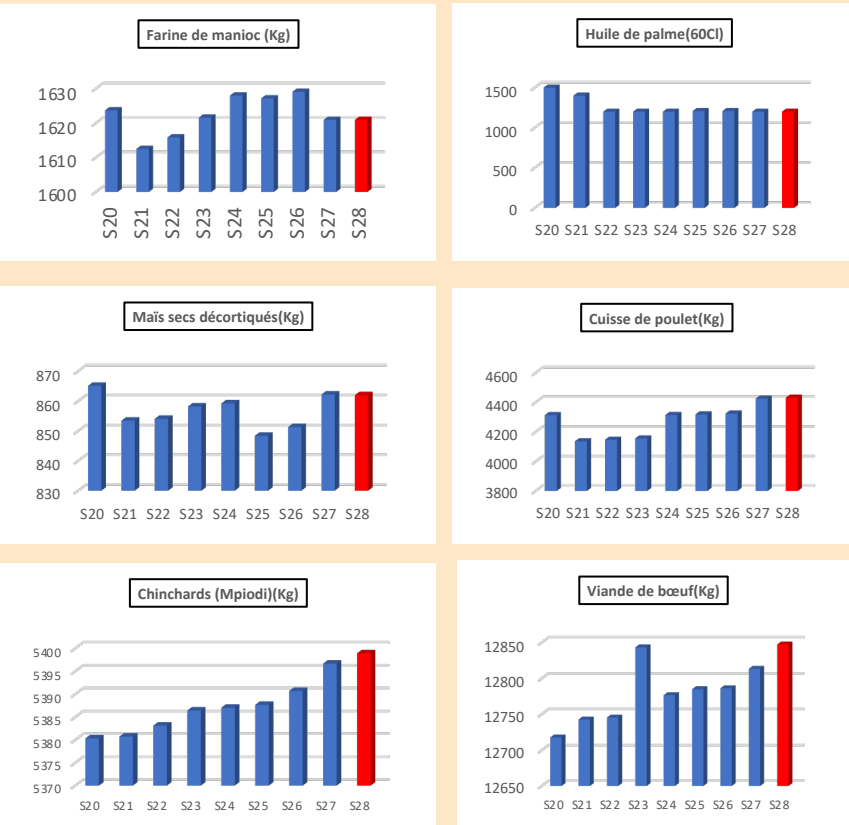 Farine de manioc (Kg)
1630
1620
1610
1600
S20 S21 S22 S23 S24 S25 S26 S27 S28
Huile de palme(60Cl)
1500
1000
500
0
S20 S21 S22 S23 S24 S25 S26 S27 S28
Maïs secs décortiqués(Kg)
870
860
850
840
830
S20 S21 S22 S23 S24 S25 S26 S27 S28
Cuisse de poulet(Kg)
4600
4400
4200
4000
3800
S20 S21 S22 S23 S24 S25 S26 S27 S28
Chinchards (Mpiodi)(Kg)
5400
5395
5390
5385
5380
5375
5370
S20 S21 S22 S23 S24 S25 S26 S27 S28
Viande de bœuf(Kg)
12850
12800
12750
12700
12650
S20 S21 S22 S23 S24 S25 S26 S27 S28